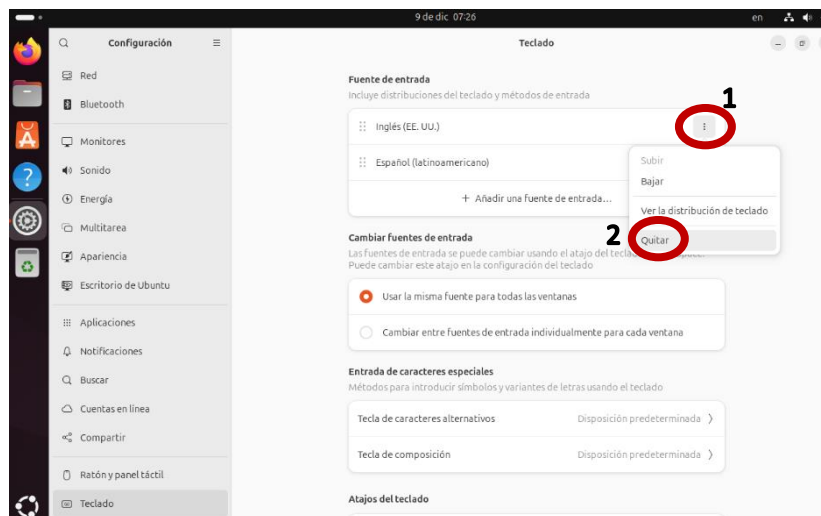 9 de dic 07:26
en
Configuración
Teclado
Red
Bluetooth
Monitores
Sonido
Energía
Multitarea
Apariencia
Escritorio de Ubuntu
Aplicaciones
Notificaciones
Buscar
Cuentas en línea
Compartir
Ratón y panel táctil
Teclado
Fuente de entrada
Incluye distribuciones del teclado y métodos de entrada
1
Inglés (EE. UU.)
Español (latinoamericano)
+ Añadir una fuente de entrada...
Subir
Bajar
Ver la distribución de teclado
2
Quitar
Cambiar fuentes de entrada
Las fuentes de entrada se puede cambiar usando el atajo del
Puede cambiar este atajo en la configuración del teclado
Usar la misma fuente para todas las ventanas
Cambiar entre fuentes de entrada individualmente para cada ventana
Entrada de caracteres especiales
Métodos para introducir símbolos y variantes de letras usando el teclado
Tecla de caracteres alternativos Disposición predeterminada
Tecla de composición Disposición predeterminada
Atajos del teclado